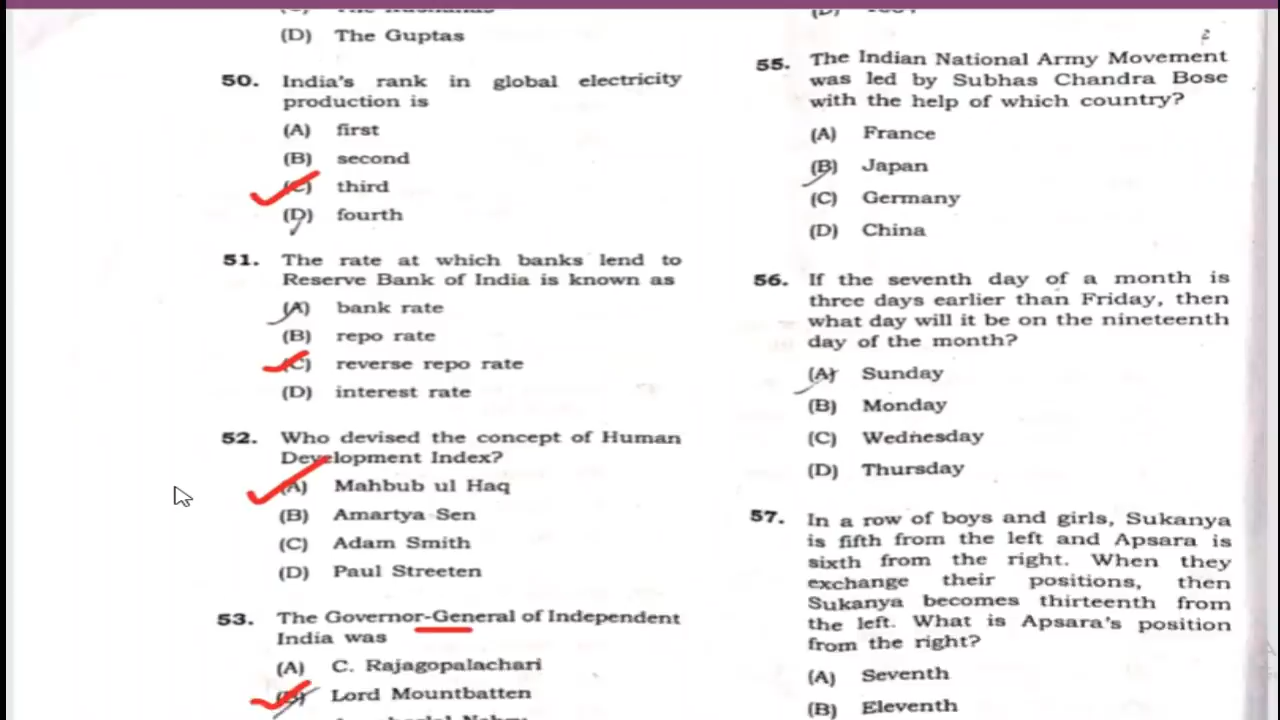 (D) The Guptas
50. India's rank in global electricity
production is
(A) first
(B) second
(C) third
(D) fourth
51. The rate at which banks lend to
Reserve Bank of India is known as
(A) bank rate
(B) repo rate
(C) reverse repo rate
(D) interest rate
52. Who devised the concept of Human
Development Index?
(A) Mahbub ul Haq
(B) Amartya Sen
(C) Adam Smith
(D) Paul Streeten
53. The Governor-General of Independent
India was
(A) C. Rajagopalachari
(B) Lord Mountbatten
55. The Indian National Army Movement
was led by Subhas Chandra Bose
with the help of which country?
(A) France
(B) Japan
(C) Germany
(D) China
56. If the seventh day of a month is
three days earlier than Friday, then
what day will it be on the nineteenth
day of the month?
(A) Sunday
(B) Monday
(C) Wednesday
(D) Thursday
57. In a row of boys and girls, Sukanya
is fifth from the left and Apsara is
sixth from the right. When they
exchange their positions, then
Sukanya becomes thirteenth from
the left. What is Apsara's position
from the right?
(A) Seventh
(B) Eleventh